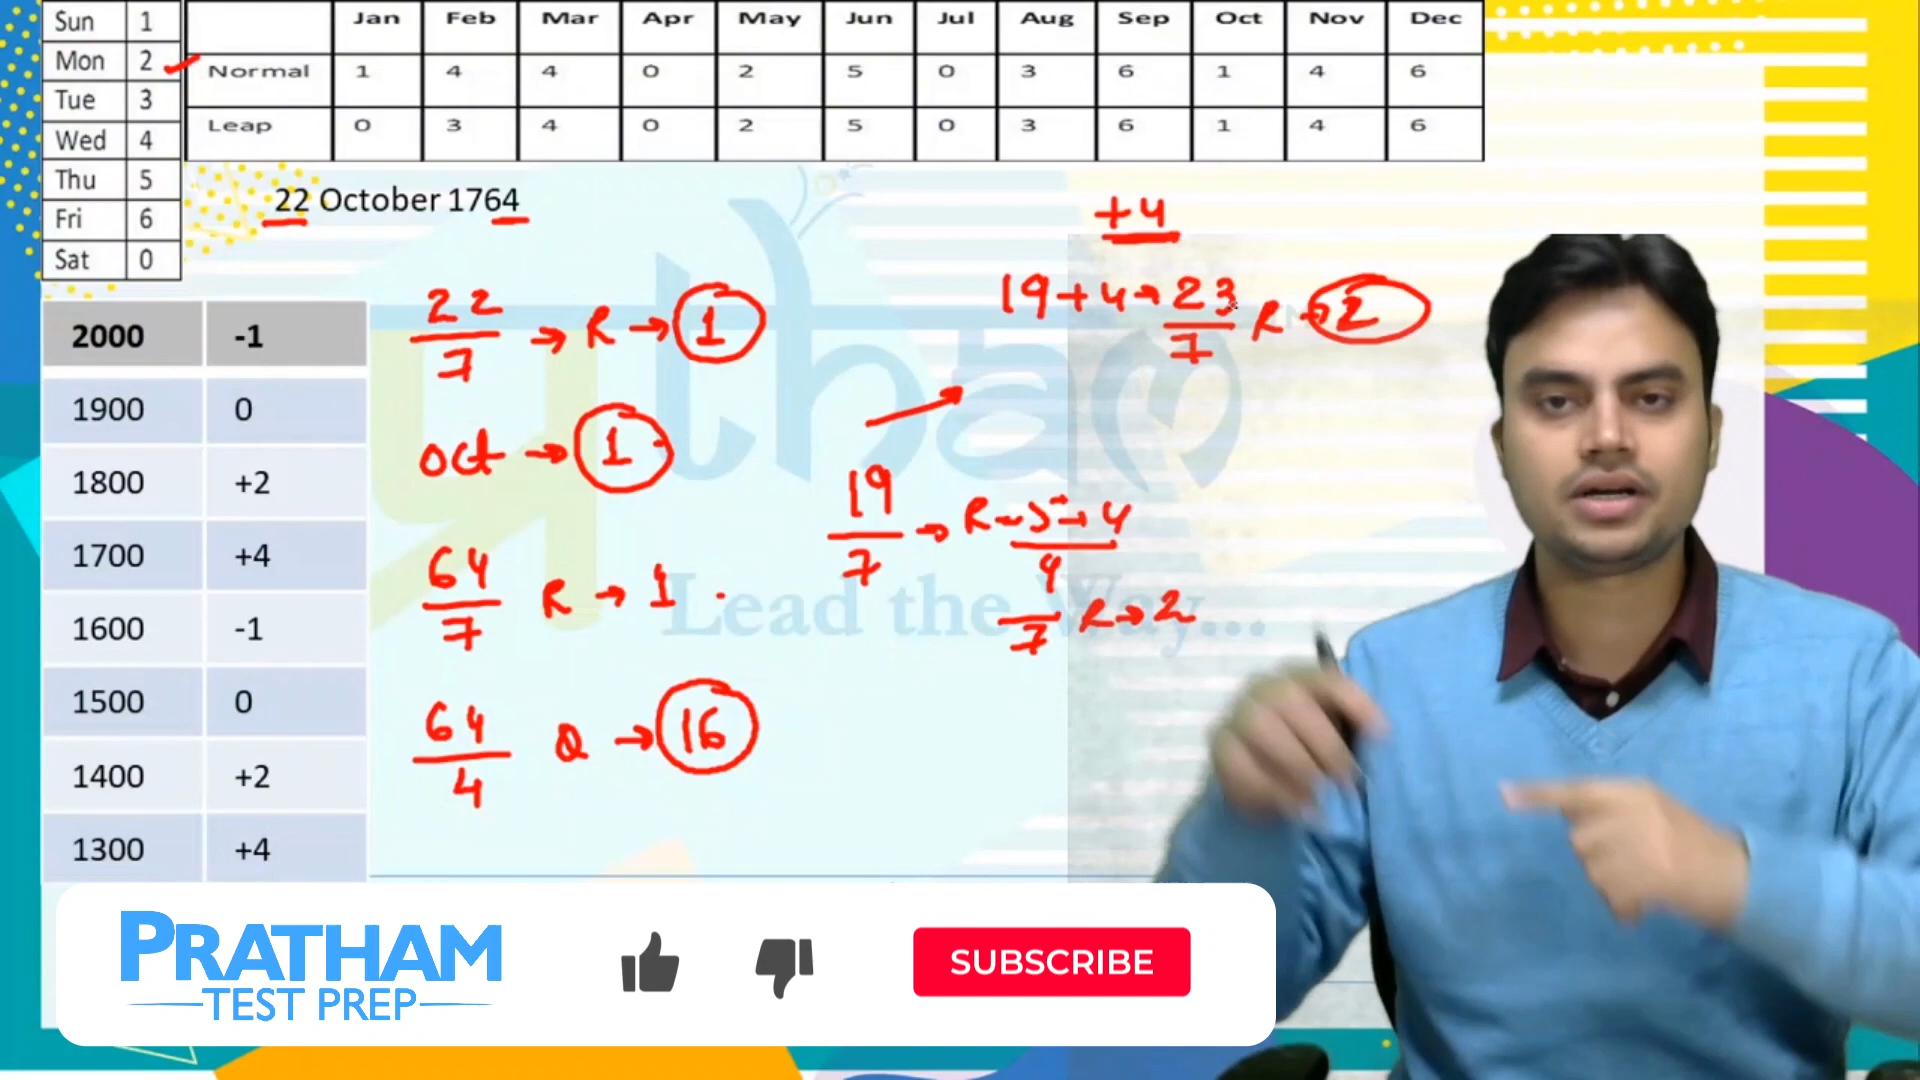 Sun 1
Mon 2
Tue 3
Wed 4
Thu 5
Fri 6
Sat 0
Jan Feb Mar Apr May Jun Jul Aug Sep Oct Nov Dec
Normal 1 4 4 0 2 5 0 3 6 1 4 6
Leap 0 3 4 0 2 5 0 3 6 1 4 6
22 October 1764
2000 -1
1900 0
1800 +2
1700 +4
1600 -1
1500 0
1400 +2
1300 +4
22/7 → R → 1
oct → 1
64/7 R → 1
64/4 Q → 16
+4
19+4→23/7 R → 2
19/7 → R→5→+4
9/7 R→2
tham
Lead the Way...
PRATHAM
TEST PREP
SUBSCRIBE